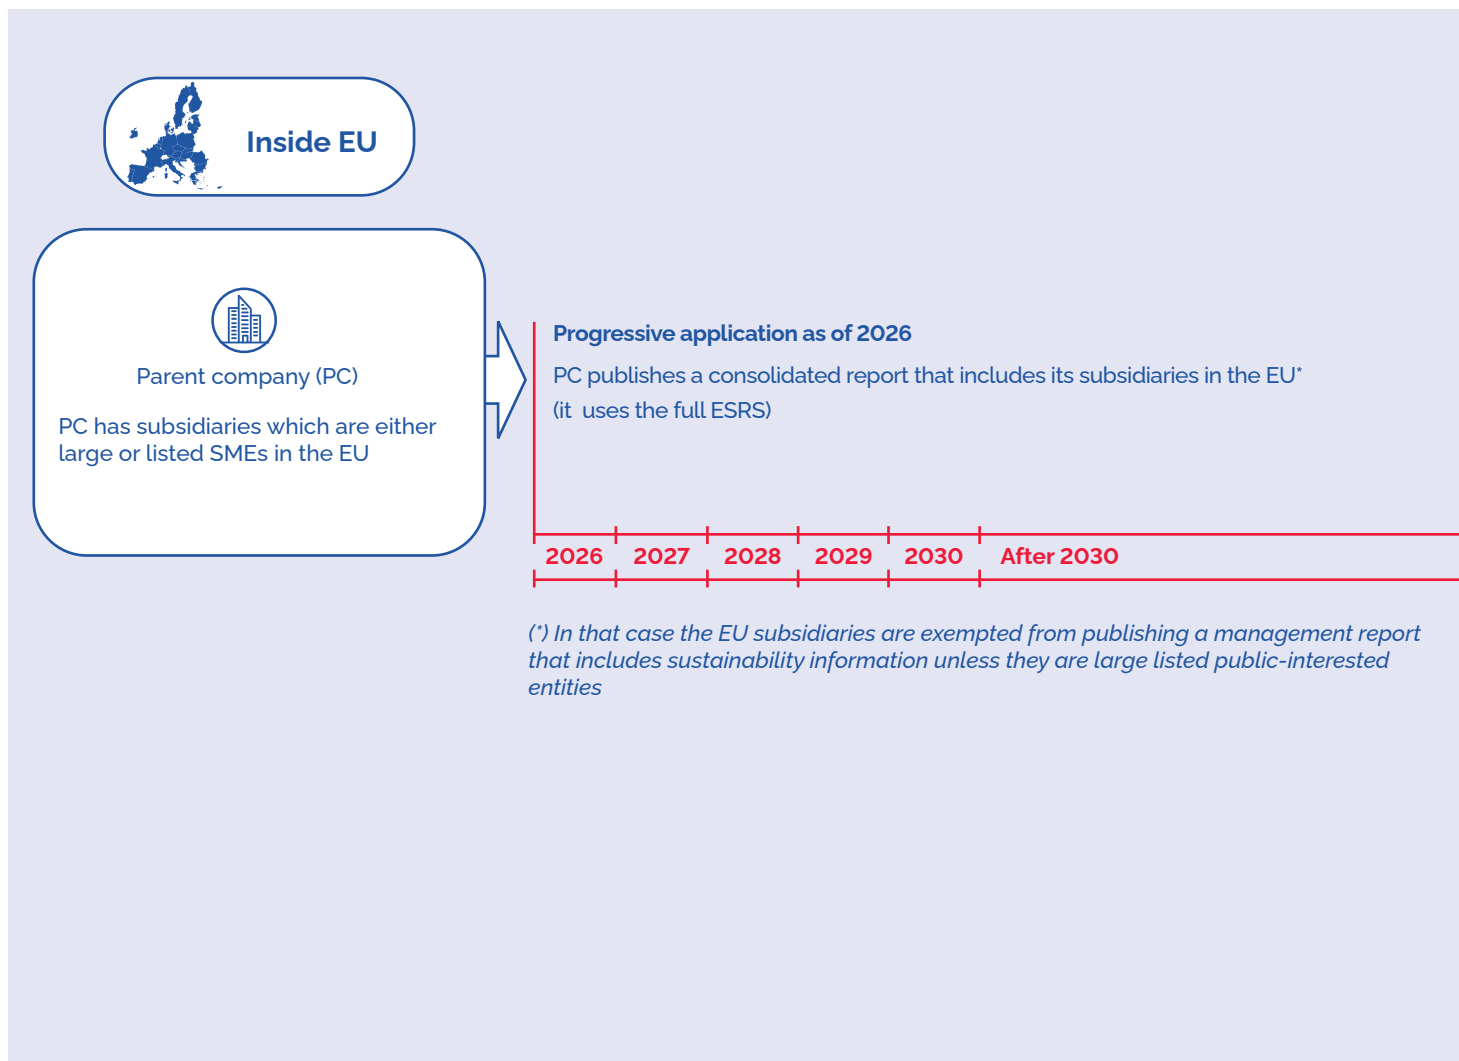 Inside EU
Parent company (PC)
PC has subsidiaries which are either
large or listed SMEs in the EU
Progressive application as of 2026
PC publishes a consolidated report that includes its subsidiaries in the EU*
(it uses the full ESRS)
2026 2027 2028 2029 2030 After 2030
(*) In that case the EU subsidiaries are exempted from publishing a management report
that includes sustainability information unless they are large listed public-interested
entities